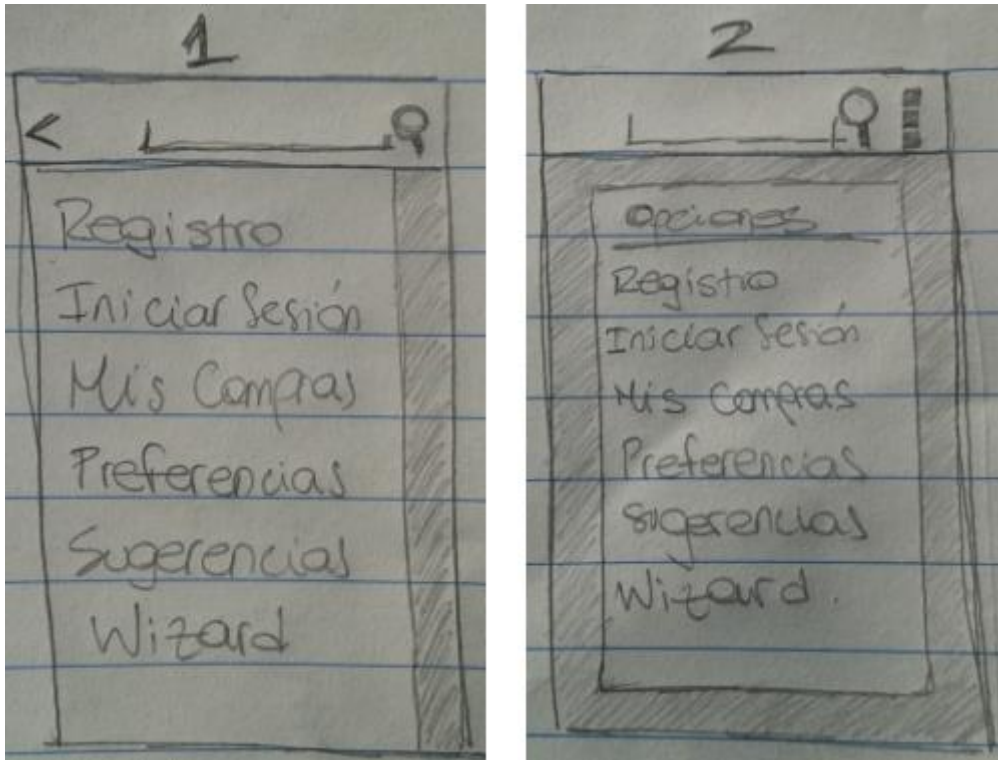 1
<
Registro
Iniciar Sesión
Mis Compras
Preferencias
Sugerencias
Wizard
2
Opciones
Registro
Iniciar Sesión
Mis Compras
Preferencias
sugerencias
Wizard.